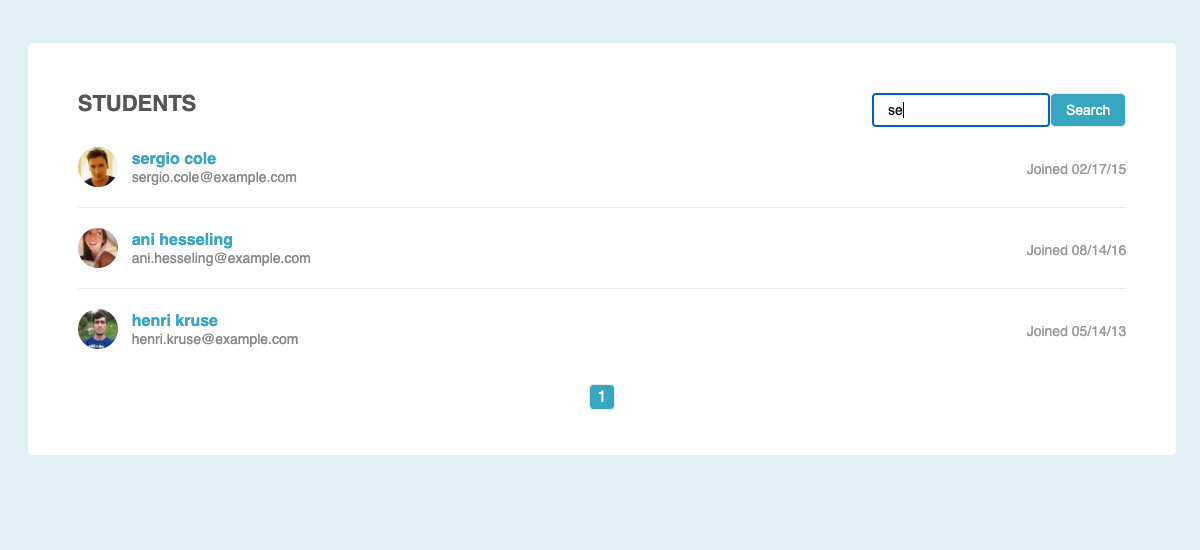 STUDENTS
se
Search
sergio cole
sergio.cole@example.com
Joined 02/17/15
ani hesseling
ani.hesseling@example.com
Joined 08/14/16
henri kruse
henri.kruse@example.com
Joined 05/14/13
1